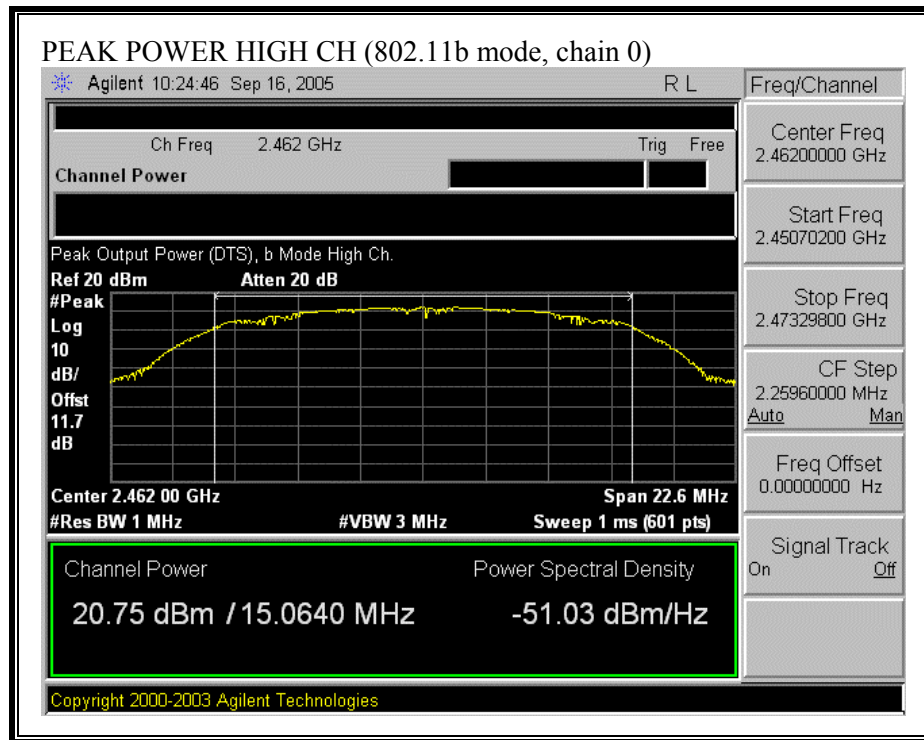 PEAK POWER HIGH CH (802.11b mode, chain 0)
Agilent 10:24:46 Sep 16, 2005 R L
Ch Freq 2.462 GHz Trig Free
Channel Power
Peak Output Power (DTS), b Mode High Ch.
Ref 20 dBm Atten 20 dB
#Peak
Log
10
dB/
Offst
11.7
dB
Center 2.462 00 GHz Span 22.6 MHz
#Res BW 1 MHz #VBW 3 MHz Sweep 1 ms (601 pts)
Channel Power Power Spectral Density
20.75 dBm / 15.0640 MHz -51.03 dBm/Hz
Copyright 2000-2003 Agilent Technologies
Freq/Channel
Center Freq
2.46200000 GHz
Start Freq
2.45070200 GHz
Stop Freq
2.47329800 GHz
CF Step
2.25960000 MHz
Auto Man
Freq Offset
0.00000000 Hz
Signal Track
On Off